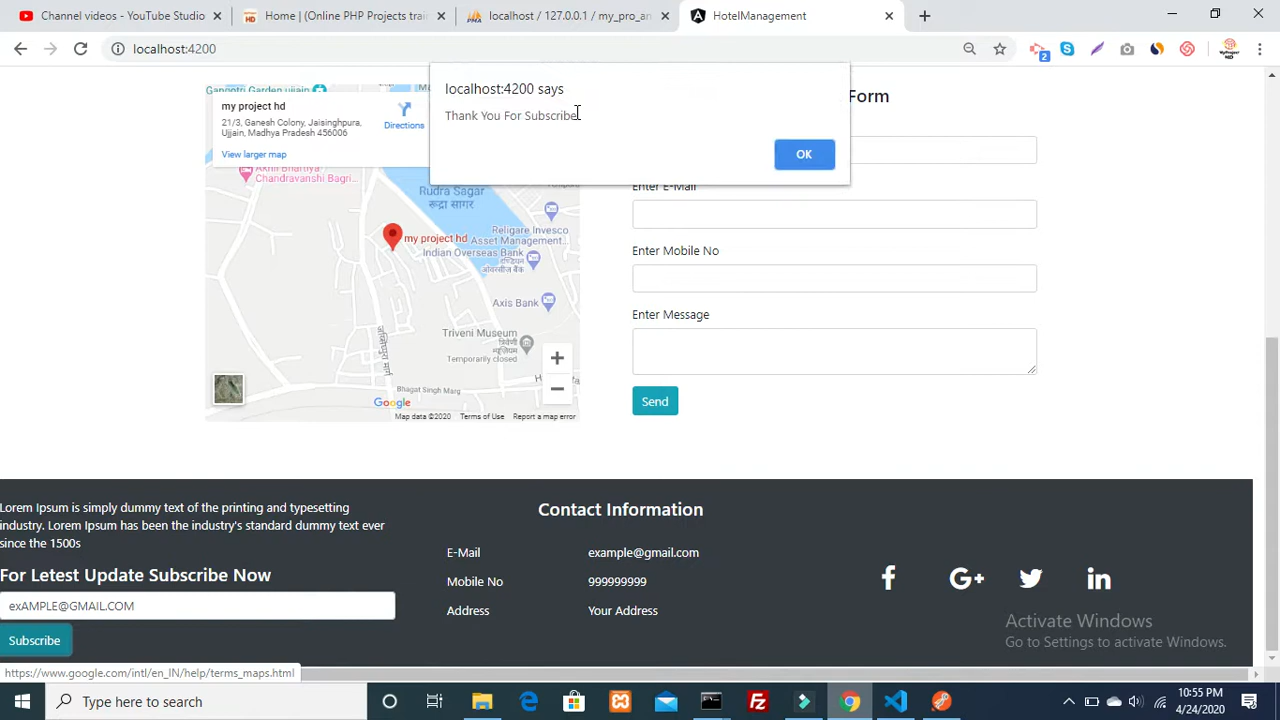 Channel videos - YouTube Studio
Home | (Online PHP Projects trai
localhost / 127.0.0.1 / my_pro_an
HotelManagement
localhost:4200
2
localhost:4200 says
Thank You For Subscribe
OK
Gangotri Garden ujjain
my project hd
21/3, Ganesh Colony, Jaisinghpura,
Ujjain, Madhya Pradesh 456006
Directions
View larger map
Akhil Bhartiya
Chandravanshi Bagri...
Rudra Sagar
रूद्रा सागर
Religare Invesco
Asset Management...
my project hd
Indian Overseas Bank
Axis Bank
Triveni Museum
Temporarily closed
Bhagat Singh Marg
Google
Map data ©2020 Terms of Use Report a map error
Form
Enter E-Mail
Enter Mobile No
Enter Message
Send
Lorem Ipsum is simply dummy text of the printing and typesetting
industry. Lorem Ipsum has been the industry's standard dummy text ever
since the 1500s
For Letest Update Subscribe Now
exAMPLE@GMAIL.COM
Subscribe
Contact Information
E-Mail example@gmail.com
Mobile No 999999999
Address Your Address
Activate Windows
Go to Settings to activate Windows.
https://www.google.com/intl/en_IN/help/terms_maps.html
Type here to search
10:55 PM
4/24/2020